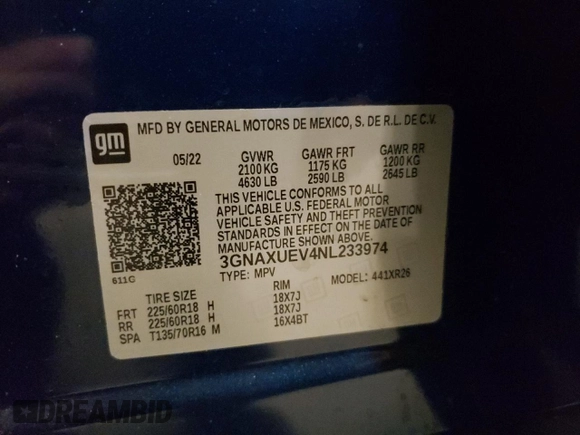 gm
MFD BY GENERAL MOTORS DE MEXICO, S. DE R.L. DE C.V.
05/22 GVWR GAWR FRT GAWR RR
2100 KG 1175 KG 1200 KG
4630 LB 2590 LB 2645 LB
THIS VEHICLE CONFORMS TO ALL
APPLICABLE U.S. FEDERAL MOTOR
VEHICLE SAFETY AND THEFT PREVENTION
STANDARDS IN EFFECT ON THE DATE OF
MANUFACTURE SHOWN ABOVE.
3GNAXUEV4NL233974
611C
TYPE: MPV MODEL: 441XR26
TIRE SIZE RIM
FRT 225/60R18 H 18X7J
RR 225/60R18 H 18X7J
SPA T135/70R16 M 16X4BT
DREAMBID